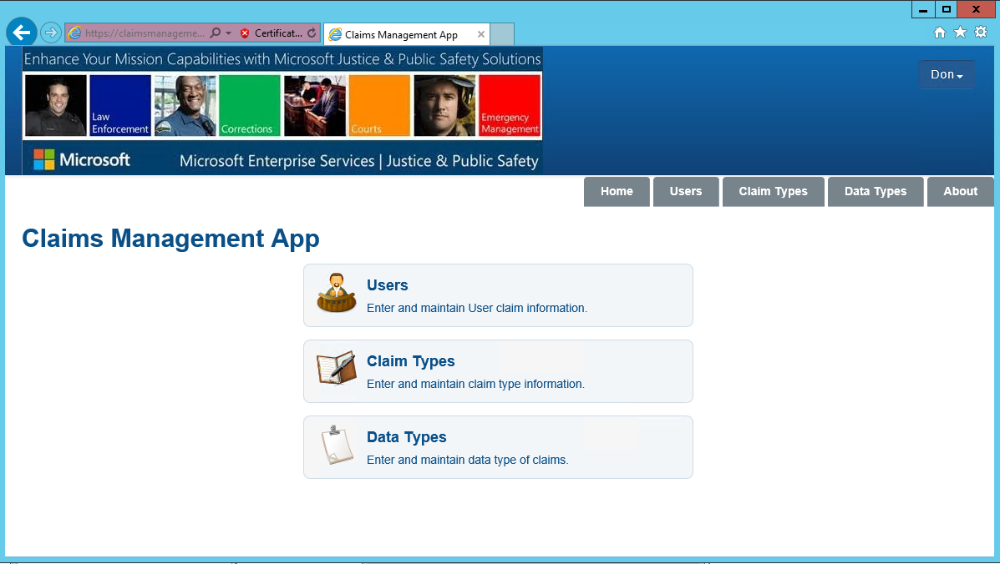 https://claimsmanageme...
Certificat...
Claims Management App
Enhance Your Mission Capabilities with Microsoft Justice & Public Safety Solutions
Law
Enforcement
Corrections
Courts
Emergency
Management
Microsoft
Microsoft Enterprise Services | Justice & Public Safety
Don
Home Users Claim Types Data Types About
Claims Management App
Users
Enter and maintain User claim information.
Claim Types
Enter and maintain claim type information.
Data Types
Enter and maintain data type of claims.